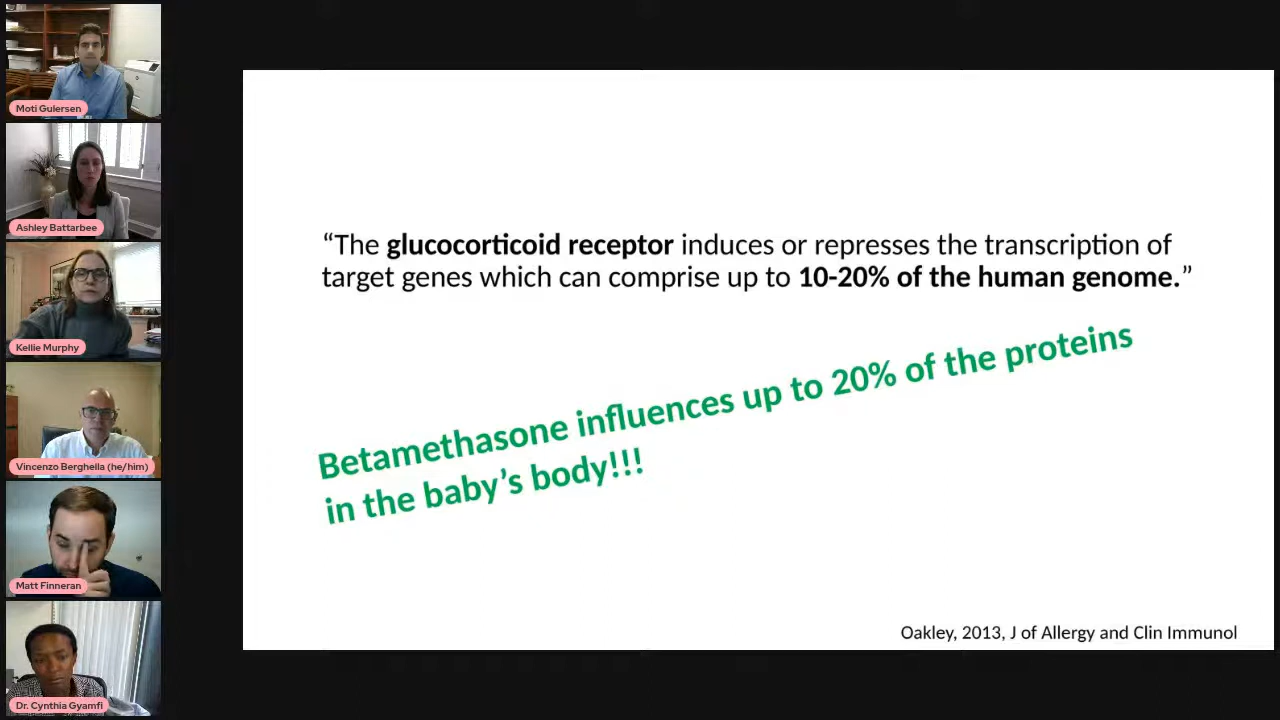 Moti Gulersen
Ashley Battarbee
Kellie Murphy
Vincenzo Berghella (he/him)
Matt Finneran
Dr. Cynthia Gyamfi
“The glucocorticoid receptor induces or represses the transcription of
target genes which can comprise up to 10-20% of the human genome.”
Betamethasone influences up to 20% of the proteins
in the baby’s body!!!
Oakley, 2013, J of Allergy and Clin Immunol